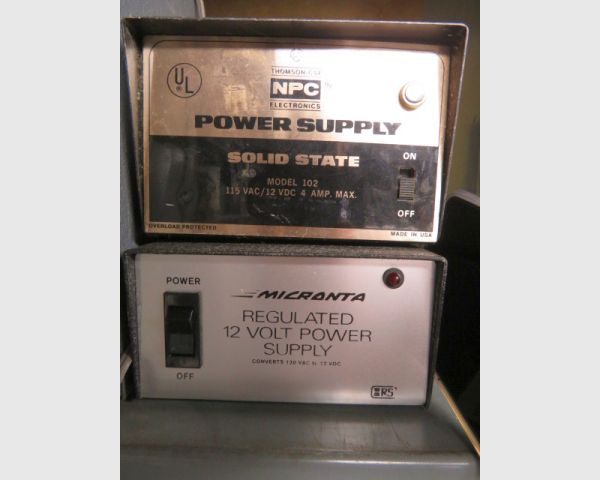 UL
THOMSON-CSF
NPC
ELECTRONICS
POWER SUPPLY
SOLID STATE
MODEL 102
115 VAC/12 VDC 4 AMP. MAX.
ON
OFF
OVERLOAD PROTECTED
MADE IN USA
POWER
OFF
MICRONTA
REGULATED
12 VOLT POWER
SUPPLY
CONVERTS 120 VAC to 12 VDC
RS